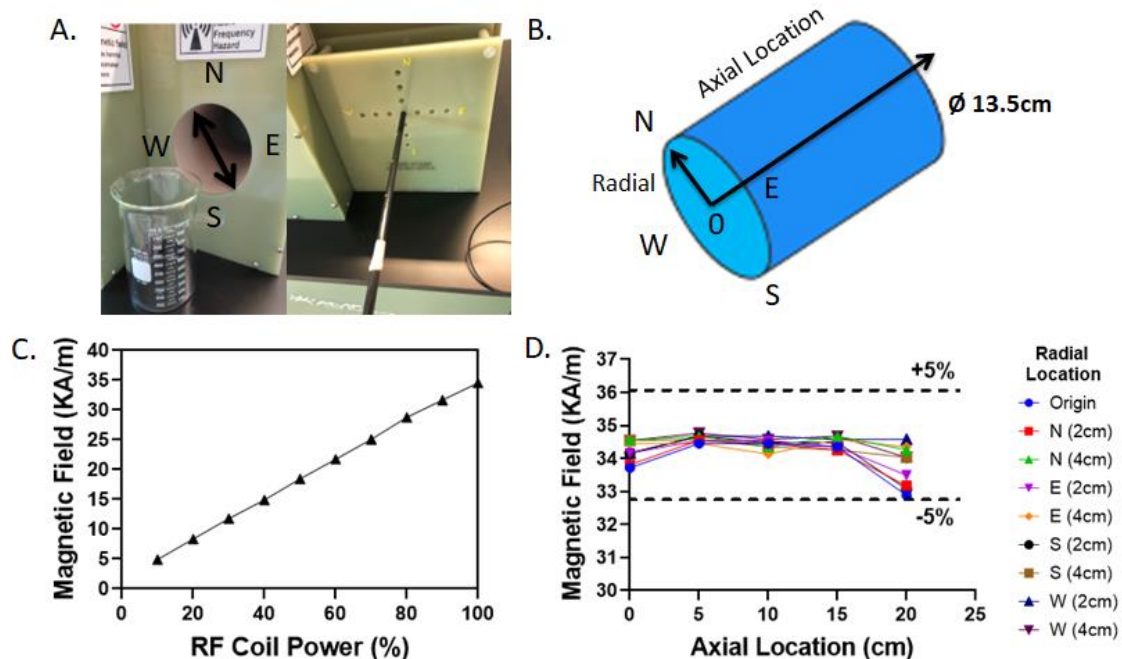 A.
Frequency
Hazard
N
W
E
S
N
B.
Axial Location
Ø 13.5cm
N
Radial
E
0
W
S
C.
Magnetic Field (KA/m)
40
35
30
25
20
15
10
5
0
0
20
40
60
80
100
RF Coil Power (%)
D.
Magnetic Field (KA/m)
37
36
35
34
33
32
31
30
+5%
-5%
0
5
10
15
20
25
Axial Location (cm)
Radial
Location
Origin
N (2cm)
N (4cm)
E (2cm)
E (4cm)
S (2cm)
S (4cm)
W (2cm)
W (4cm)